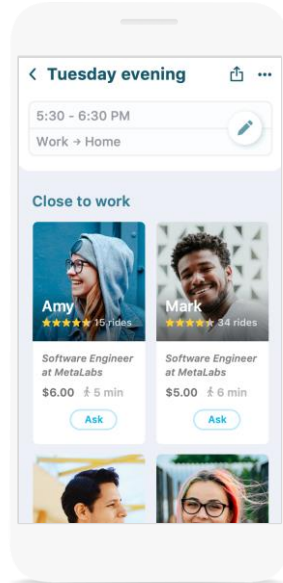 Tuesday evening
5:30 - 6:30 PM
Work → Home
Close to work
Amy
15 rides
Mark
34 rides
Software Engineer
at MetaLabs
Software Engineer
at MetaLabs
$6.00 5 min
$5.00 6 min
Ask
Ask